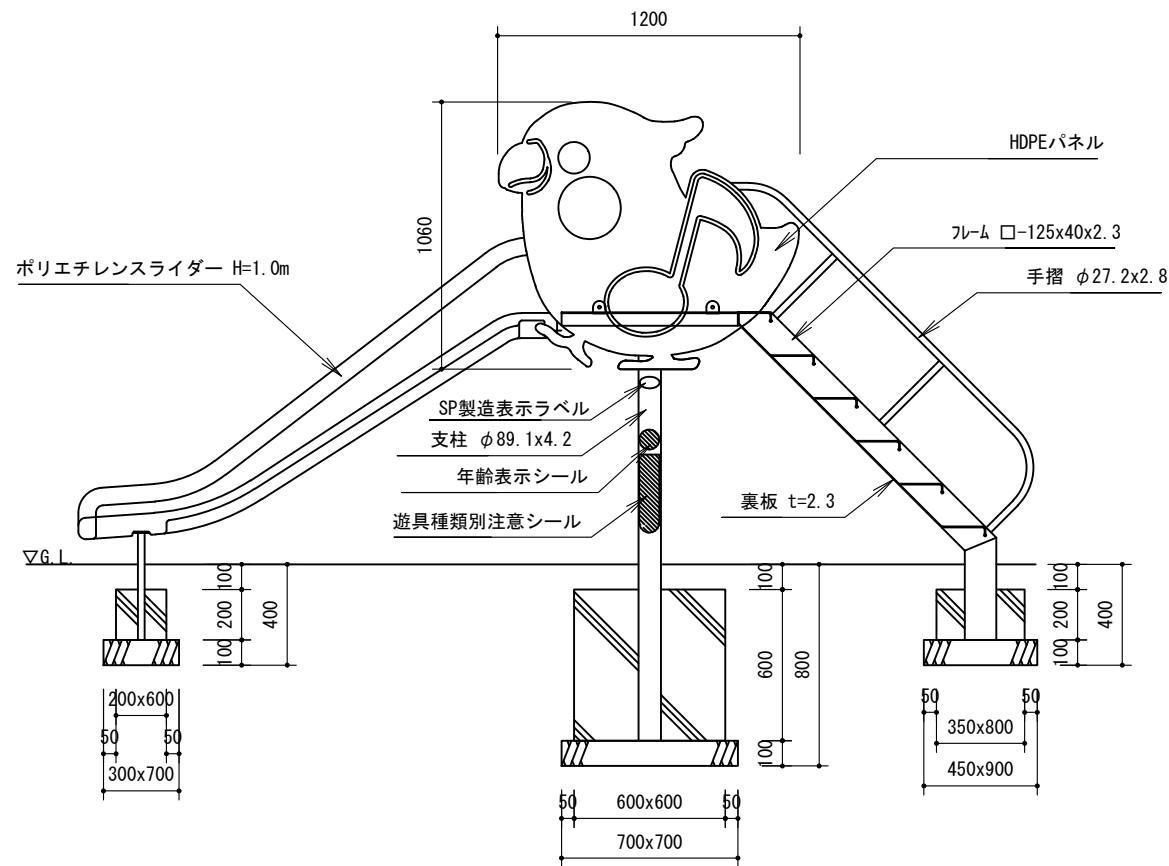 1200
HDPEパネル
1060
フレーム □-125x40x2.3
ポリエチレンスライダー H=1.0m
手摺 φ27.2x2.8
SP製造表示ラベル
支柱 φ89.1x4.2
年齢表示シール
遊具種類別注意シール
裏板 t=2.3
▽G.L.
100
200
100
400
100
600
100
800
100
200
100
400
200x600
50
50
300x700
50
600x600
50
700x700
50
50
350x800
450x900